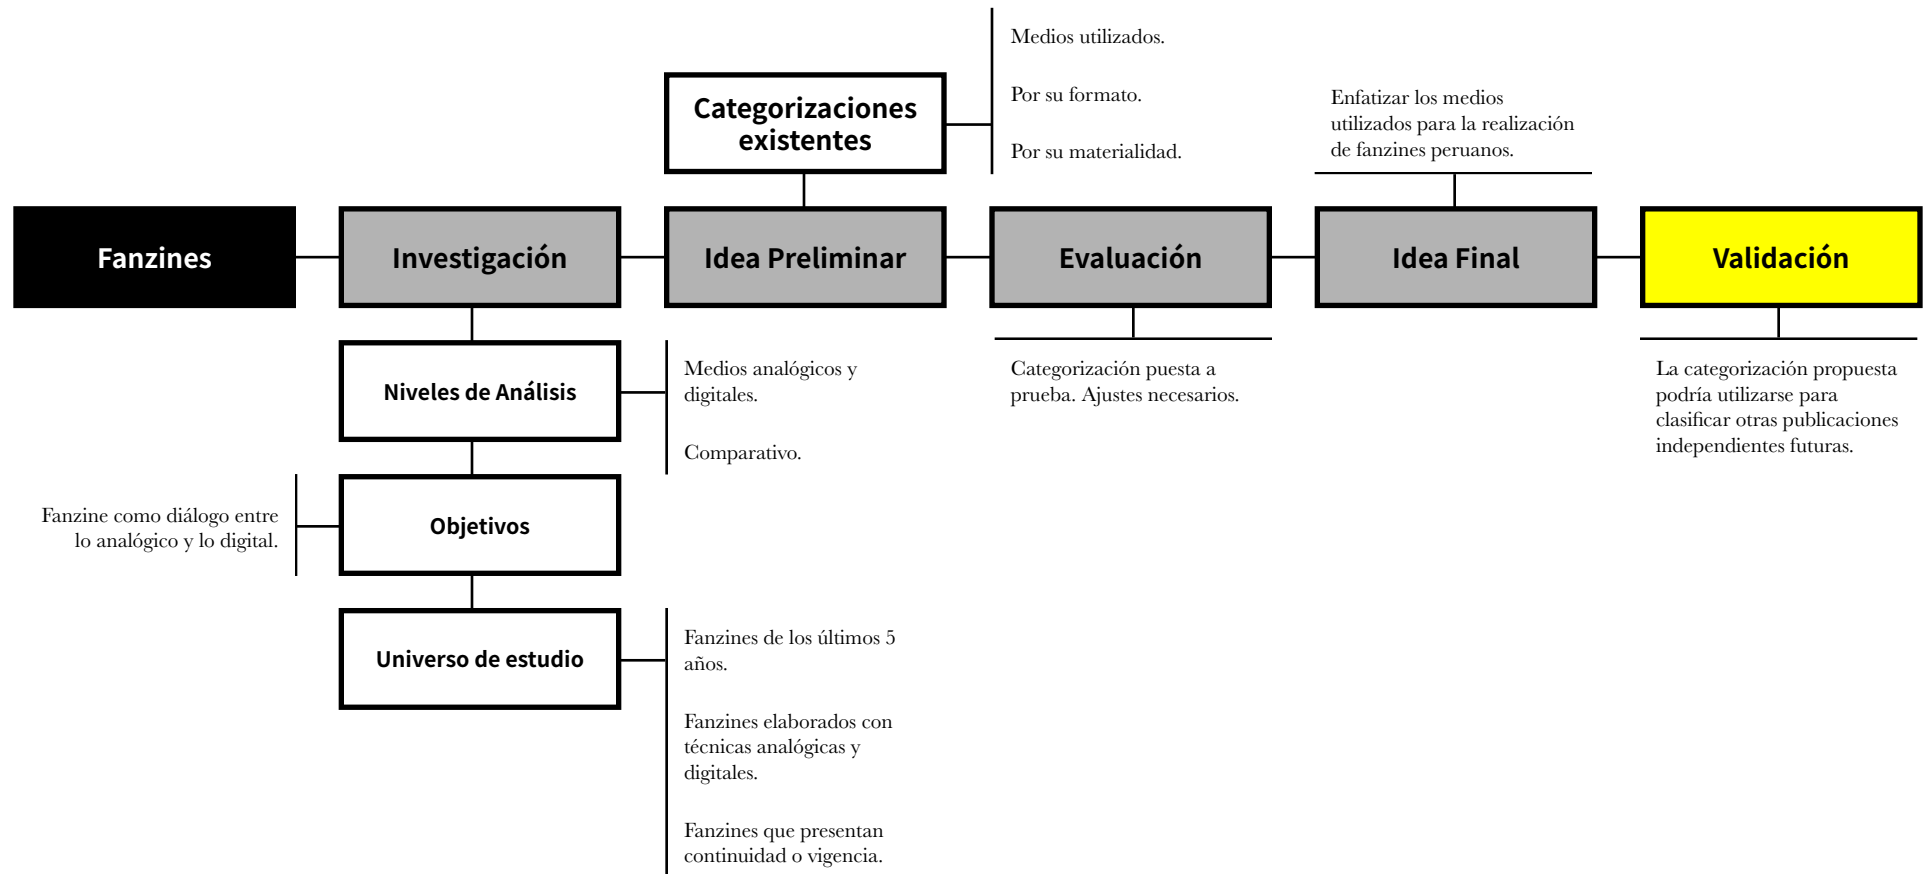 Medios utilizados.
Por su formato.
Por su materialidad.
Categorizaciones
existentes
Enfatizar los medios
utilizados para la realización
de fanzines peruanos.
Fanzines
Investigación
Idea Preliminar
Evaluación
Idea Final
Validación
Niveles de Análisis
Medios analógicos y
digitales.
Comparativo.
Categorización puesta a
prueba. Ajustes necesarios.
La categorización propuesta
podría utilizarse para
clasificar otras publicaciones
independientes futuras.
Fanzine como diálogo entre
lo analógico y lo digital.
Objetivos
Universo de estudio
Fanzines de los últimos 5
años.
Fanzines elaborados con
técnicas analógicas y
digitales.
Fanzines que presentan
continuidad o vigencia.